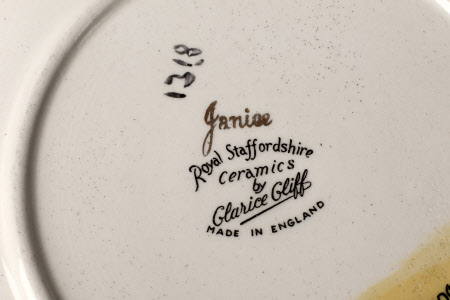 1318
Janice
Royal Staffordshire
Ceramics
by
Clarice Cliff
MADE IN ENGLAND